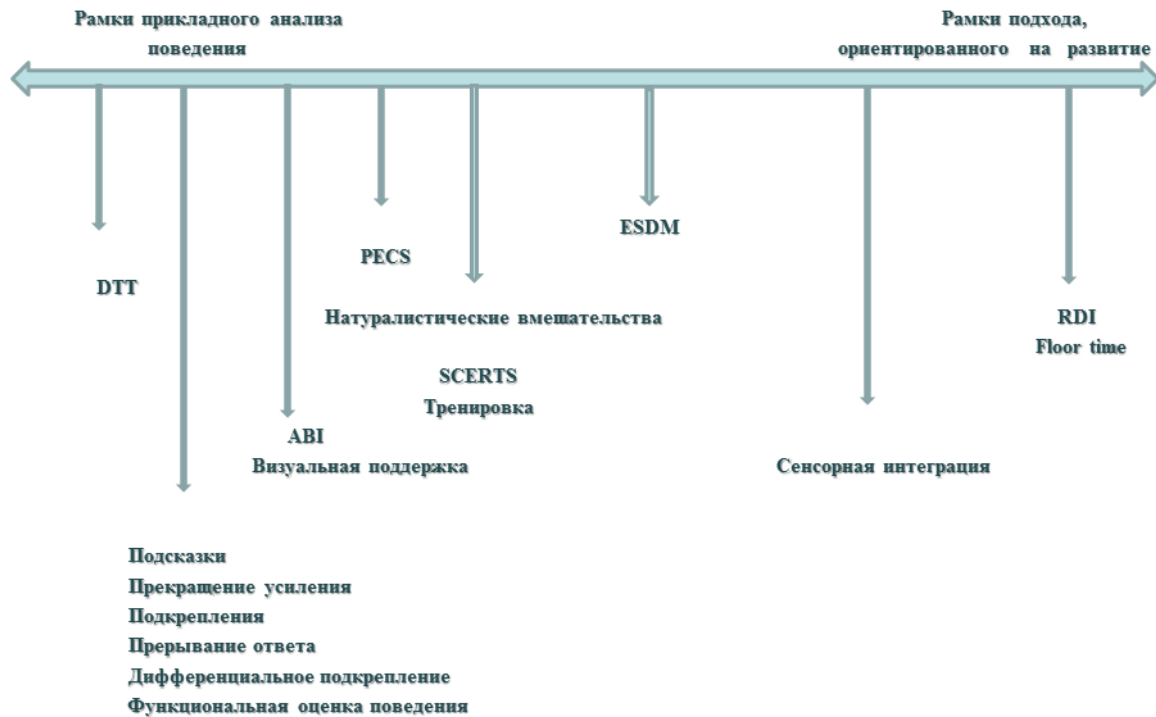 Рамки прикладного анализа
поведения
Рамки подхода,
ориентированного на развитие
DTT
PECS
ESDM
Натуралистические вмешательства
RDI
Floor time
SCERTS
Тренировка
ABI
Визуальная поддержка
Сенсорная интеграция
Подсказки
Прекращение усиления
Подкрепления
Прерывание ответа
Дифференциальное подкрепление
Функциональная оценка поведения